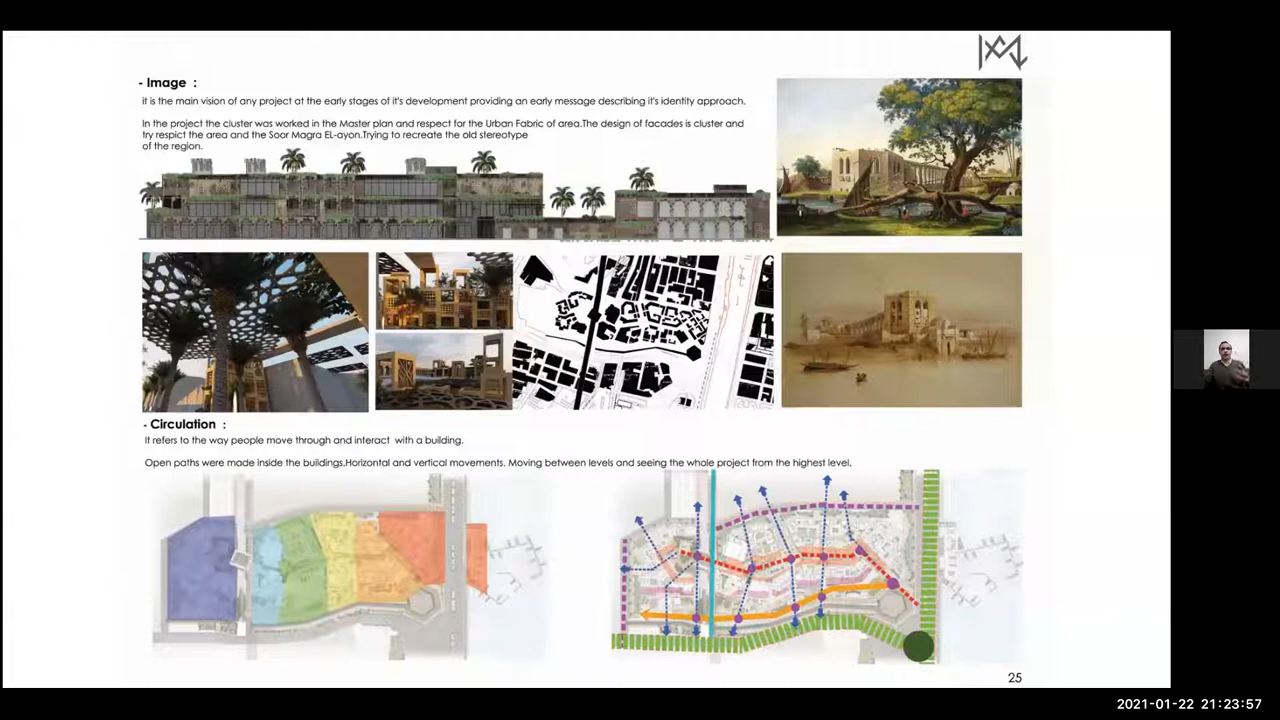 - Image :
it is the main vision of any project at the early stages of it's development providing an early message describing it's identity approach.
In the project the cluster was worked in the Master plan and respect for the Urban Fabric of area.The design of facades is cluster and
try respict the area and the Soor Magra EL-ayon.Trying to recreate the old stereotype
of the region.
- Circulation :
It refers to the way people move through and interact with a building.
Open paths were made inside the buildings.Horizontal and vertical movements. Moving between levels and seeing the whole project from the highest level.
25
2021-01-22 21:23:57